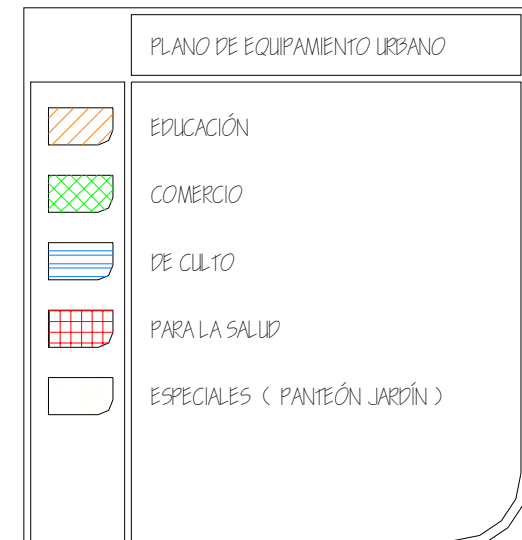 PLANO DE EQUIPAMIENTO URBANO
EDUCACIÓN
COMERCIO
DE CULTO
PARA LA SALUD
ESPECIALES ( PANTEÓN JARDÍN )